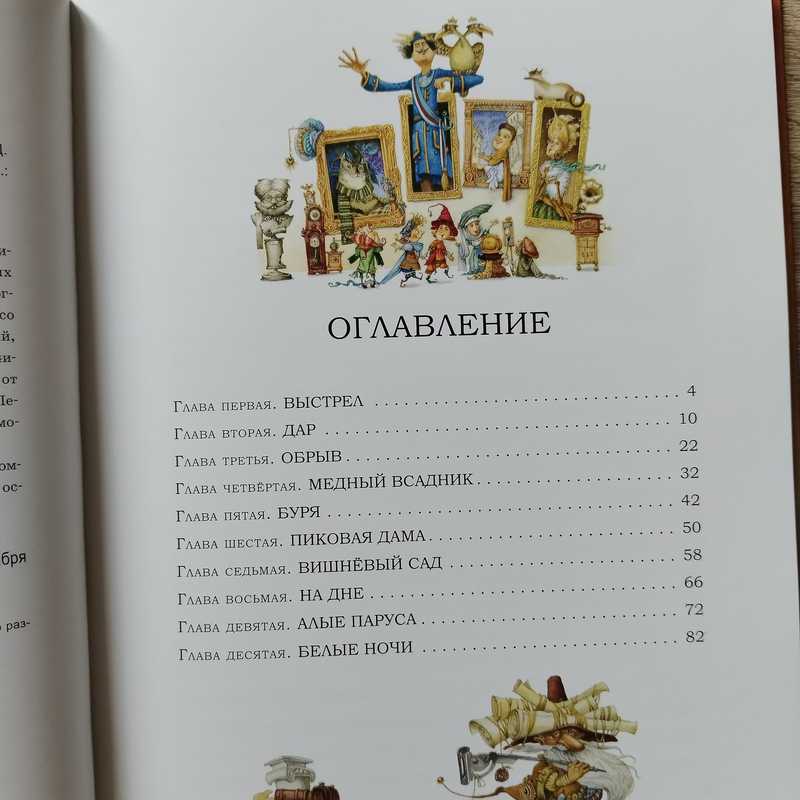 ОГЛАВЛЕНИЕ
Глава первая. ВЫСТРЕЛ 4
Глава вторая. ДАР 10
Глава третья. ОБРЫВ 22
Глава четвёртая. МЕДНЫЙ ВСАДНИК 32
Глава пятая. БУРЯ 42
Глава шестая. ПИКОВАЯ ДАМА 50
Глава седьмая. ВИШНЁВЫЙ САД 58
Глава восьмая. НА ДНЕ 66
Глава девятая. АЛЫЕ ПАРУСА 72
Глава десятая. БЕЛЫЕ НОЧИ 82